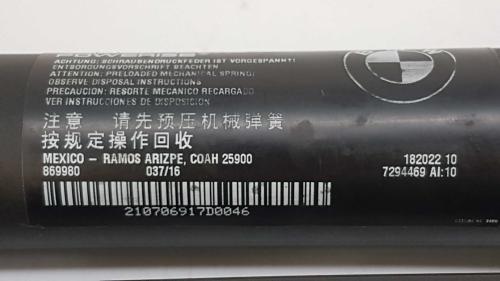 POWERISE
ACHTUNG: SCHRAUBENDRUCKFEDER IST VORGESPANNT!
ENTSORGUNGSVORSCHRIFT BEACHTEN
ATTENTION: PRELOADED MECHANICAL SPRING!
OBSERVE DISPOSAL INSTRUCTIONS
PRECAUCION: RESORTE MECANICO RECARGADO
VER INSTRUCCIONES DE DISPOSICION
注意 请先预压机械弹簧
按规定操作回收
MEXICO - RAMOS ARIZPE, COAH 25900
869980 037/16
182022 10
7294469 AI:10
210706917D0046